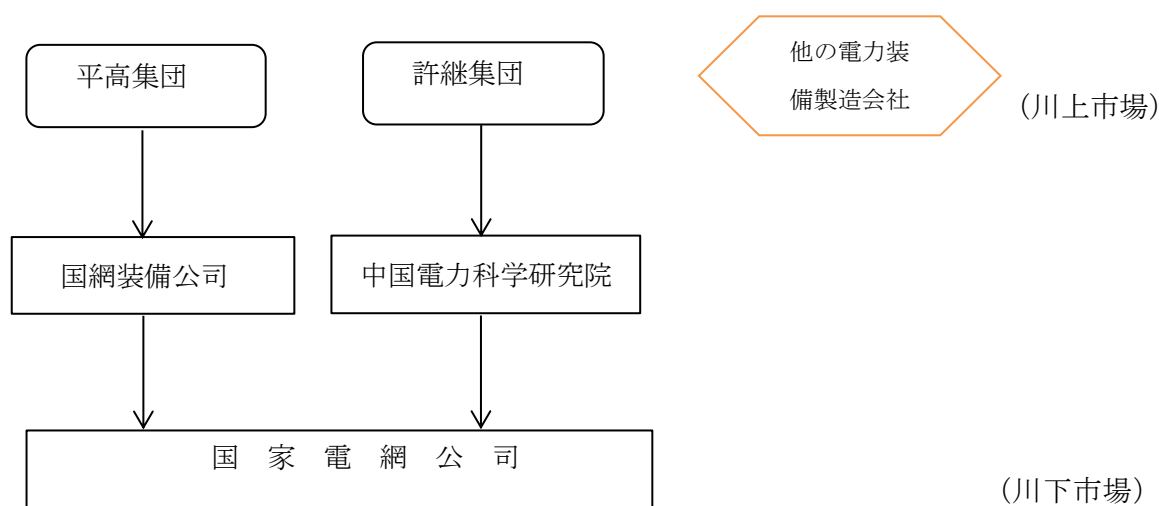 平高集団
許継集団
他の電力装
備製造会社
（川上市場）
国網装備公司
中国電力科学研究院
国家電網公司
（川下市場）